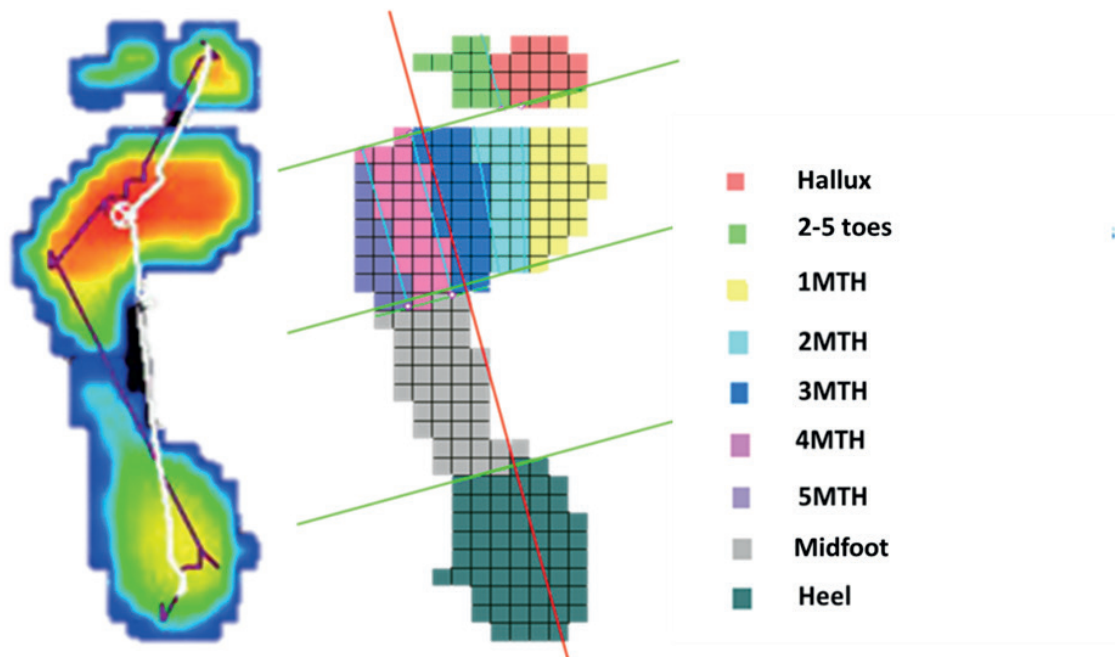 Hallux
2-5 toes
1MTH
2MTH
3MTH
4MTH
5MTH
Midfoot
Heel